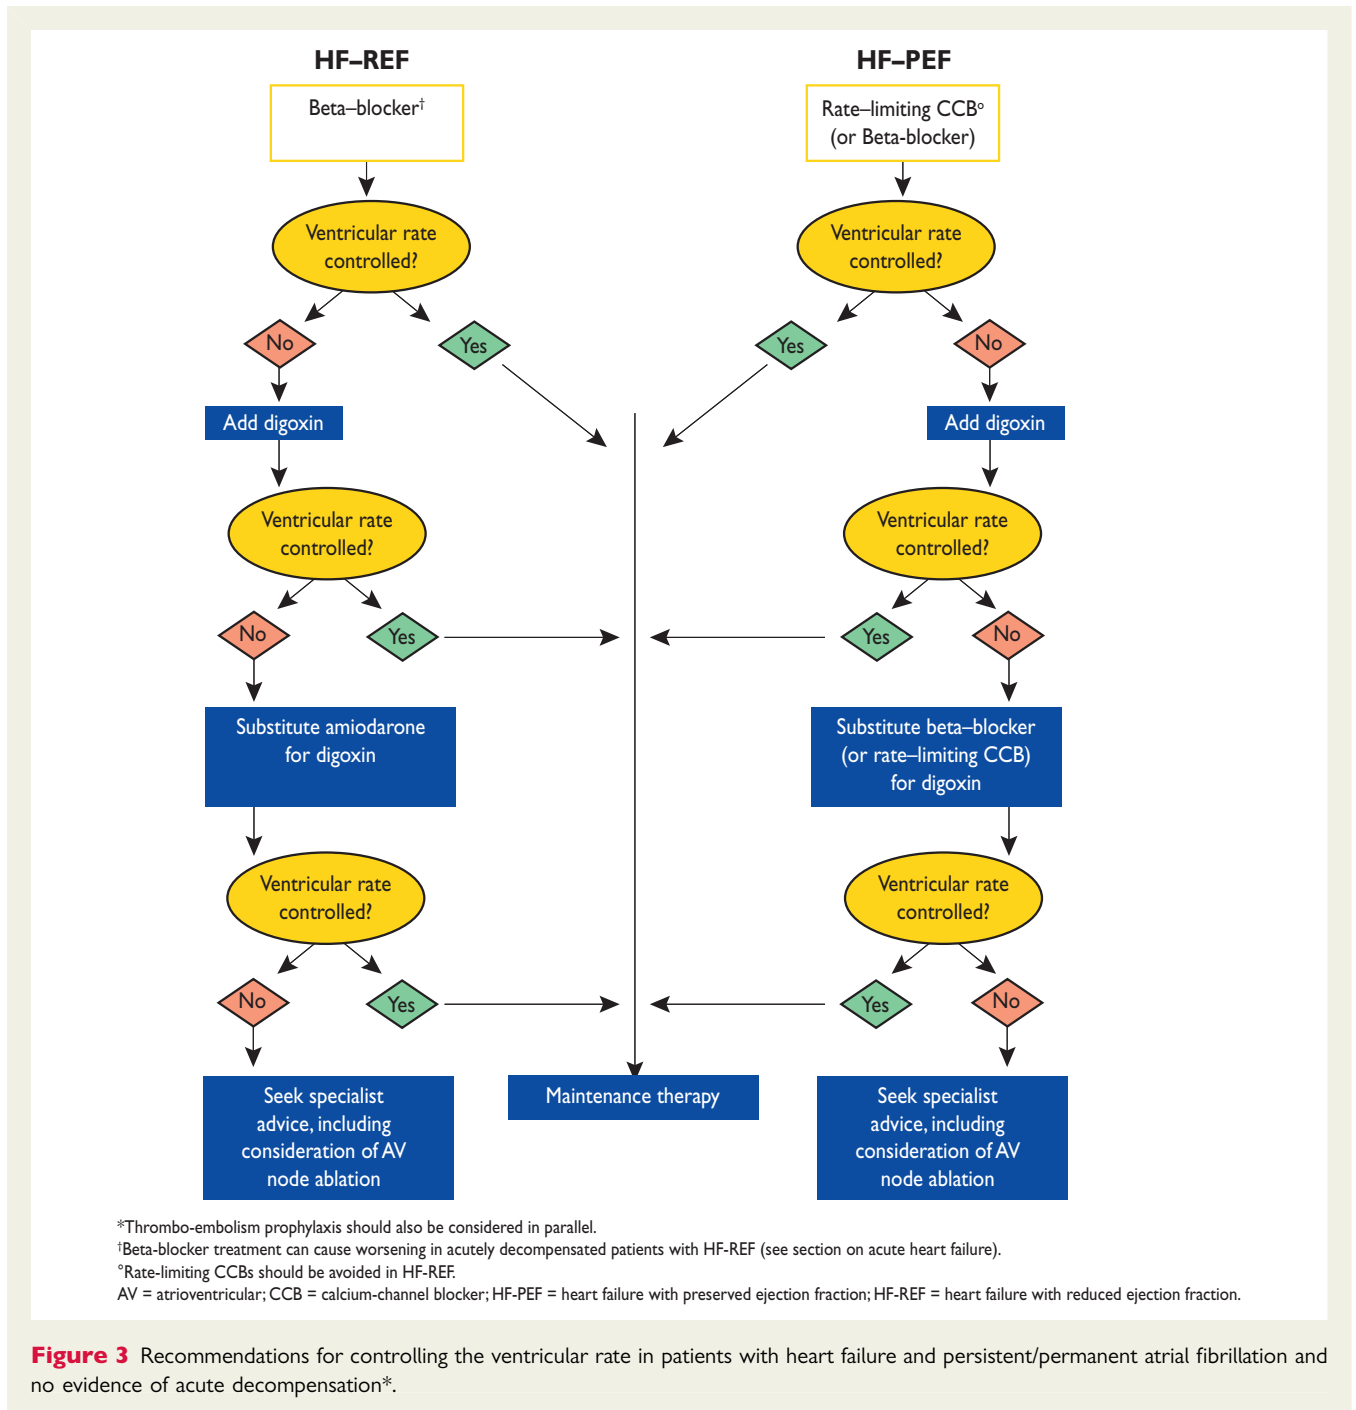 HF–REF
Beta–blocker†
Ventricular rate
controlled?
No
Yes
Add digoxin
Ventricular rate
controlled?
No
Yes
Substitute amiodarone
for digoxin
Ventricular rate
controlled?
No
Yes
Seek specialist
advice, including
consideration of AV
node ablation
HF–PEF
Rate–limiting CCB°
(or Beta-blocker)
Ventricular rate
controlled?
Yes
No
Add digoxin
Ventricular rate
controlled?
Yes
No
Substitute beta–blocker
(or rate–limiting CCB)
for digoxin
Ventricular rate
controlled?
Yes
No
Seek specialist
advice, including
consideration of AV
node ablation
Maintenance therapy
*Thrombo-embolism prophylaxis should also be considered in parallel.
†Beta-blocker treatment can cause worsening in acutely decompensated patients with HF-REF (see section on acute heart failure).
°Rate-limiting CCBs should be avoided in HF-REF.
AV = atrioventricular; CCB = calcium-channel blocker; HF-PEF = heart failure with preserved ejection fraction; HF-REF = heart failure with reduced ejection fraction.
Figure 3 Recommendations for controlling the ventricular rate in patients with heart failure and persistent/permanent atrial fibrillation and
no evidence of acute decompensation*.